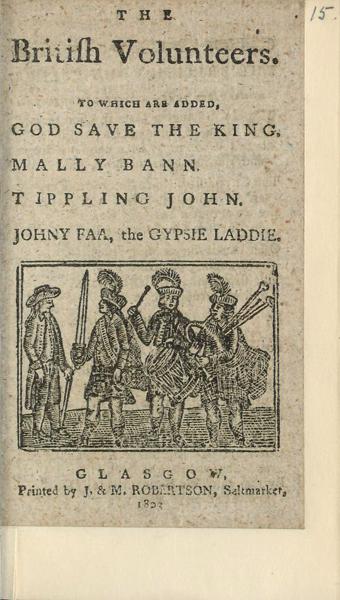 15.
THE
Britiſh Volunteers.
TO WHICH ARE ADDED,
GOD SAVE THE KING.
MALLY BANN.
TIPPLING JOHN.
JOHNY FAA, the GYPSIE LADDIE.
GLASGOW,
Printed by J. & M. ROBERTSON, Saltmarket,
1803